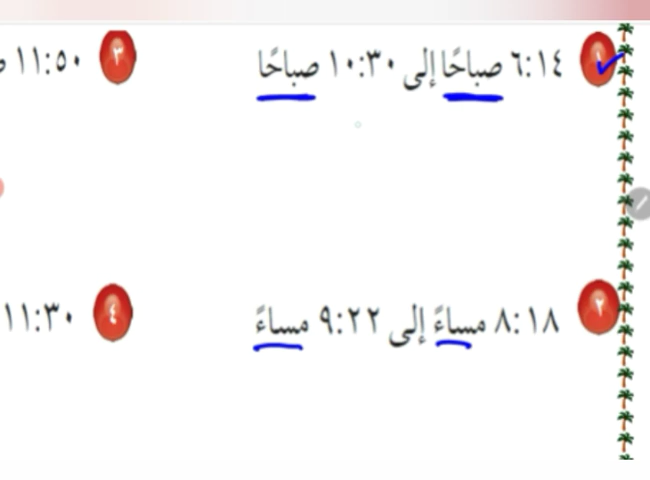 ١ ٦:١٤ صباحًا إلى ١٠:٣٠ صباحًا
٣ ١١:٥٠
٢ ٨:١٨ مساءً إلى ٩:٢٢ مساءً
٤ ١١:٣٠